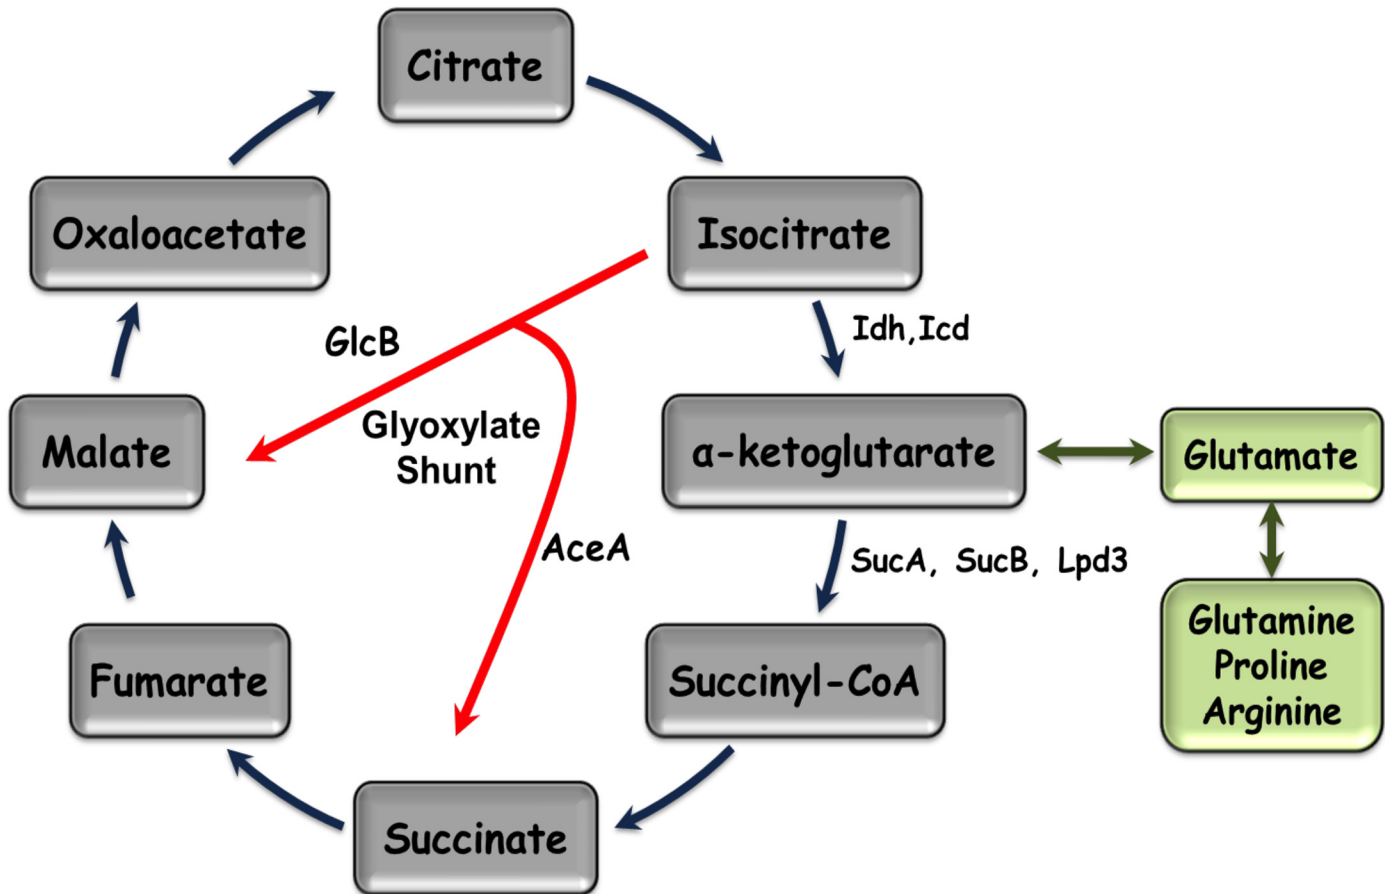 Citrate
Oxaloacetate
Isocitrate
Idh,Icd
GlcB
Glyoxylate
Shunt
Malate
α-ketoglutarate
Glutamate
AceA
SucA, SucB, Lpd3
Glutamine
Proline
Arginine
Fumarate
Succinyl-CoA
Succinate